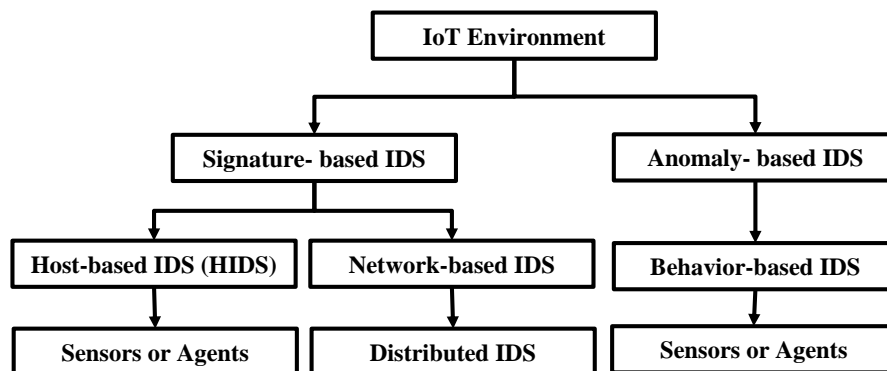 IoT Environment
Signature- based IDS
Anomaly- based IDS
Host-based IDS (HIDS)
Network-based IDS
Behavior-based IDS
Sensors or Agents
Distributed IDS
Sensors or Agents